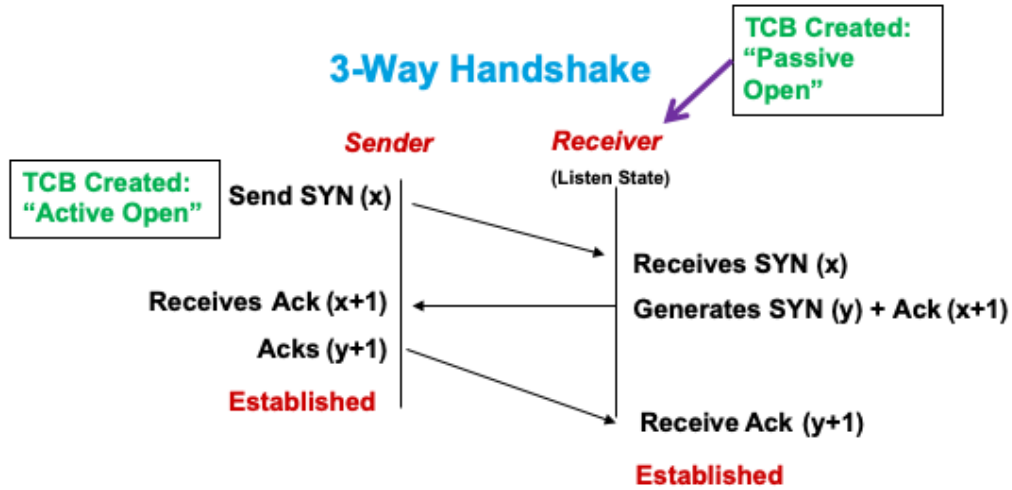 TCB Created:
“Passive
Open”
3-Way Handshake
Sender
Receiver
(Listen State)
TCB Created:
“Active Open”
Send SYN (x)
Receives SYN (x)
Receives Ack (x+1)
Generates SYN (y) + Ack (x+1)
Acks (y+1)
Established
Receive Ack (y+1)
Established